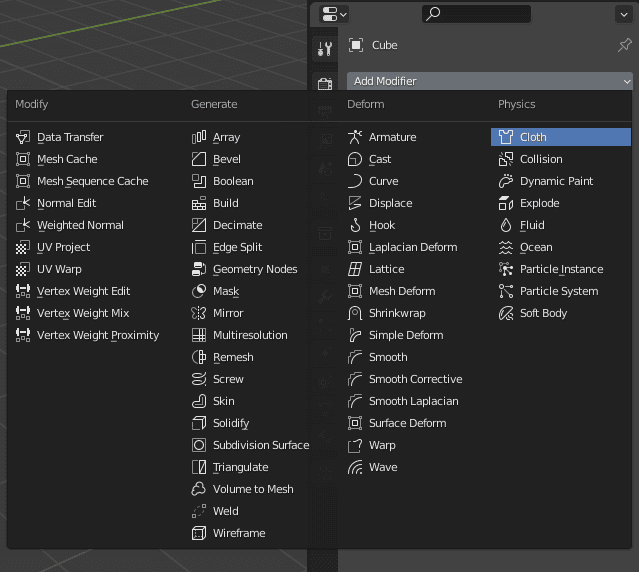 Cube
Add Modifier
Modify
Data Transfer
Mesh Cache
Mesh Sequence Cache
Normal Edit
Weighted Normal
UV Project
UV Warp
Vertex Weight Edit
Vertex Weight Mix
Vertex Weight Proximity
Generate
Array
Bevel
Boolean
Build
Decimate
Edge Split
Geometry Nodes
Mask
Mirror
Multiresolution
Remesh
Screw
Skin
Solidify
Subdivision Surface
Triangulate
Volume to Mesh
Weld
Wireframe
Deform
Armature
Cast
Curve
Displace
Hook
Laplacian Deform
Lattice
Mesh Deform
Shrinkwrap
Simple Deform
Smooth
Smooth Corrective
Smooth Laplacian
Surface Deform
Warp
Wave
Physics
Cloth
Collision
Dynamic Paint
Explode
Fluid
Ocean
Particle Instance
Particle System
Soft Body